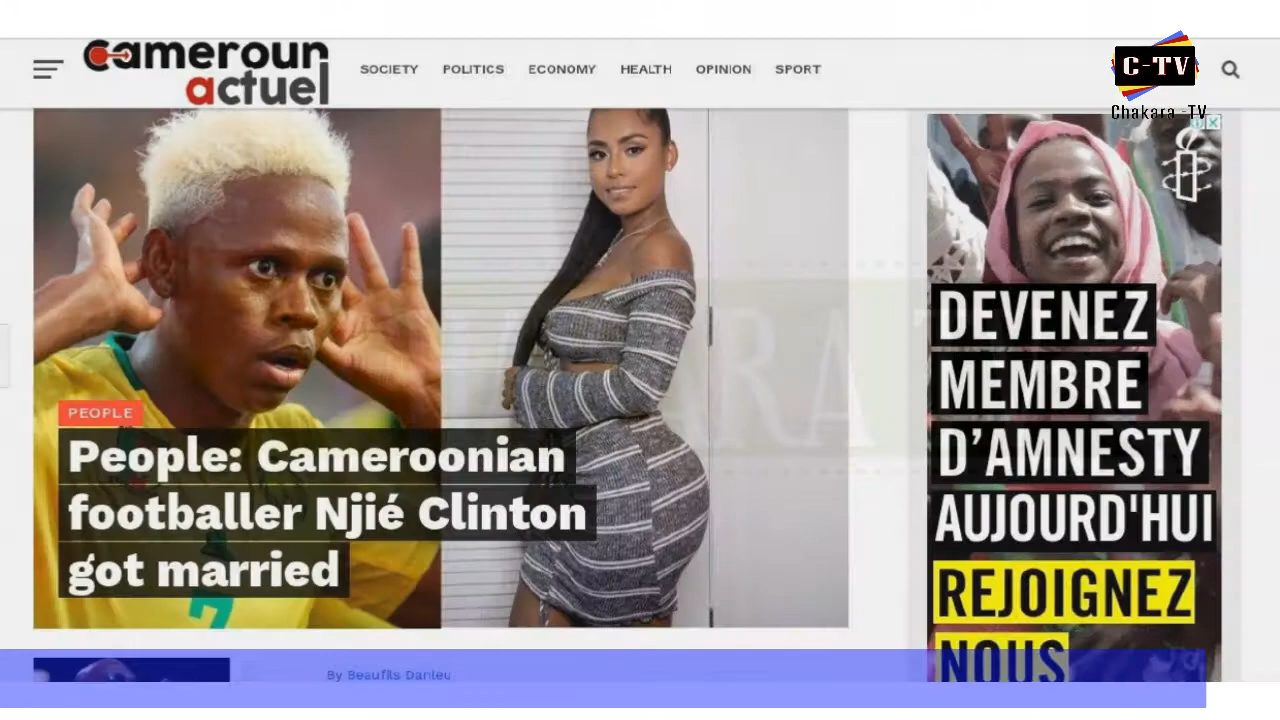 Cameroun
actuel
SOCIETY POLITICS ECONOMY HEALTH OPINION SPORT
C-TV
Chakara -TV
PEOPLE
People: Cameroonian
footballer Njié Clinton
got married
DEVENEZ
MEMBRE
D'AMNESTY
AUJOURD'HUI
REJOIGNEZ
NOUS
By Beaufils Danleu